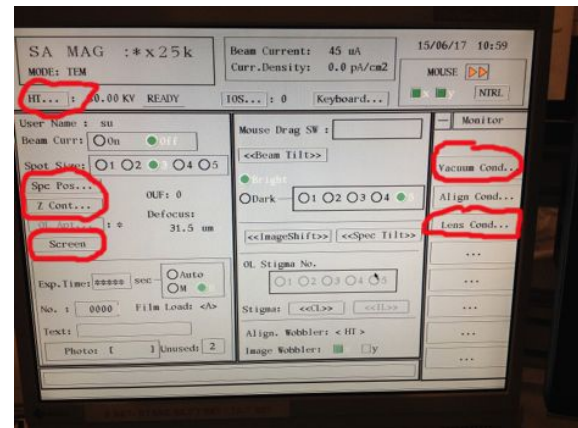 SA MAG :*x25k
MODE: TEM
HT... : 0.00 KV READY
Beam Current: 45 uA
Curr.Density: 0.0 pA/cm2
IOS... : 0 Keyboard...
15/06/17 10:59
MOUSE
x y NTRL
User Name : su
Beam Curr: On Off
Spot Size: 1 2 3 4 5
Spc Pos...
Z Cont...
OUF: 0
: *
Defocus:
31.5 um
Screen
Exp.Time: ***** sec Auto
M
No. : 0000 Film Load: <A>
Text:
Photo: [ ] Unused: 2
Mouse Drag SW :
<<Beam Tilt>>
Bright
Dark 1 2 3 4 5
<<ImageShift>> <<Spec Tilt>>
OL Stigma No.
1 2 3 4 5
Stigma: <<CL>> <<IL>>
Align. Wobbler: < HT >
Image Wobbler: y
Monitor
Vacuum Cond..
Align Cond...
Lens Cond...
...
...
...
...
...